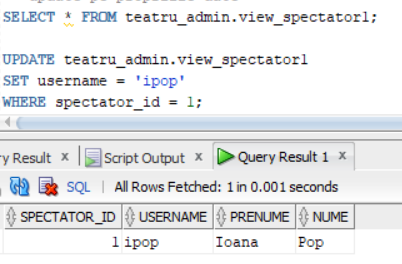 SELECT * FROM teatru_admin.view_spectator1;
UPDATE teatru_admin.view_spectator1
SET username = 'ipop'
WHERE spectator_id = 1;
ry Result x Script Output x Query Result 1 x
SQL | All Rows Fetched: 1 in 0.001 seconds
SPECTATOR_ID USERNAME PRENUME NUME
1 ipop Ioana Pop